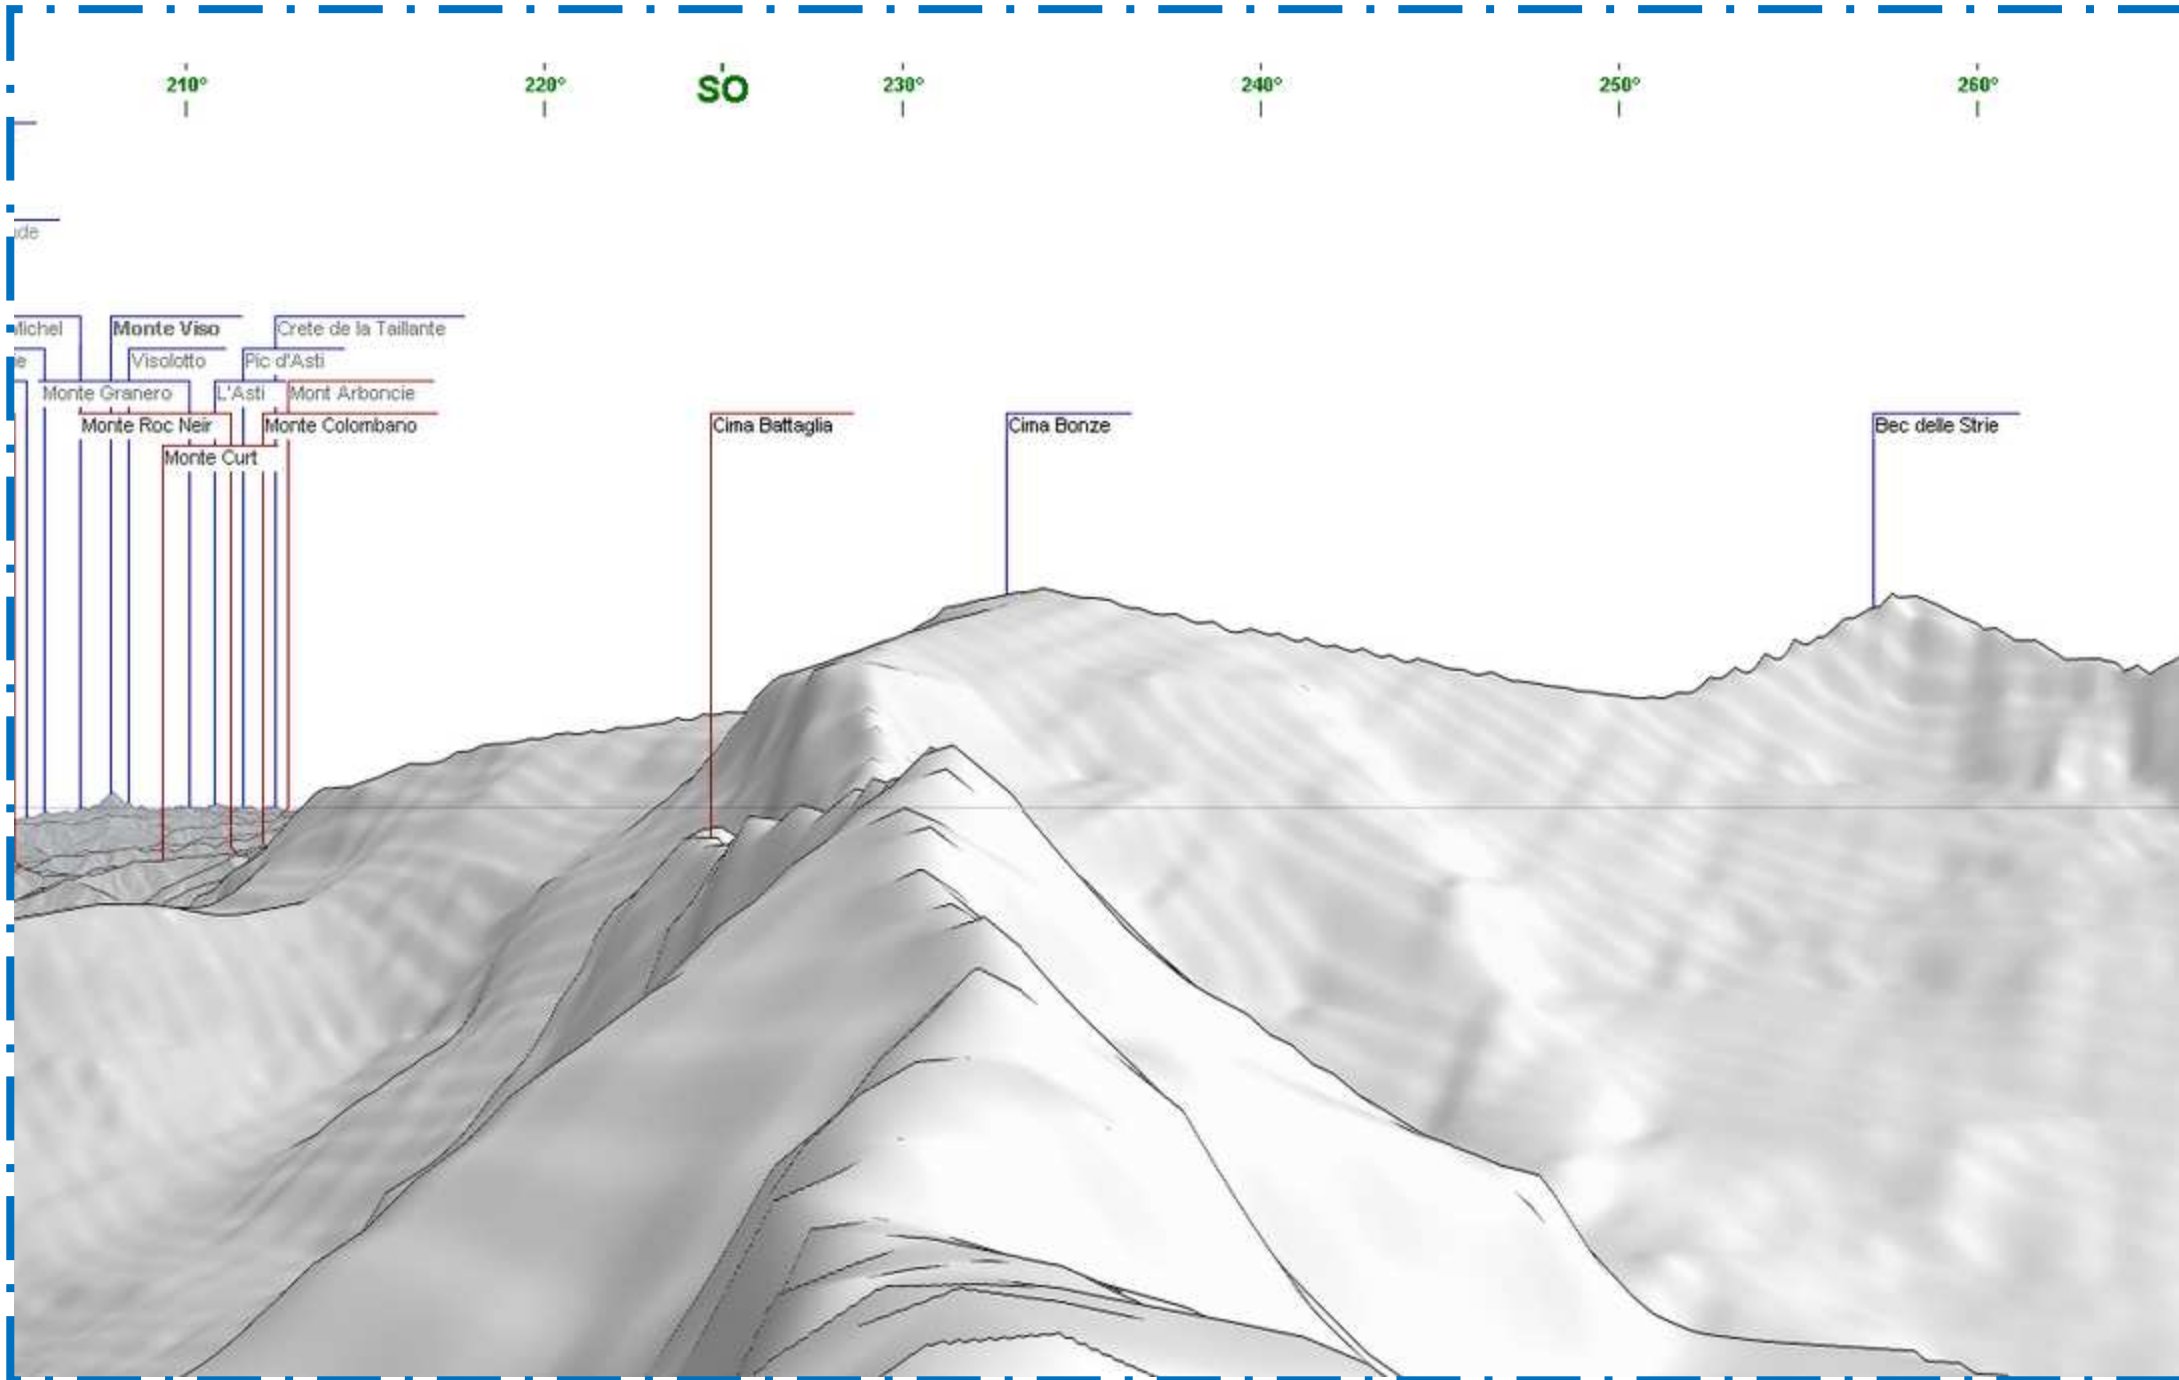 210° 220° SO 230° 240° 250° 260°
Michel Monte Viso Crete de la Taillante
Visolotto Pic d'Asti
Monte Granero L'Asti Mont Arboncie
Monte Roc Neir Monte Colombano Cima Battaglia Cima Bonze Bec delle Strie
Monte Curt